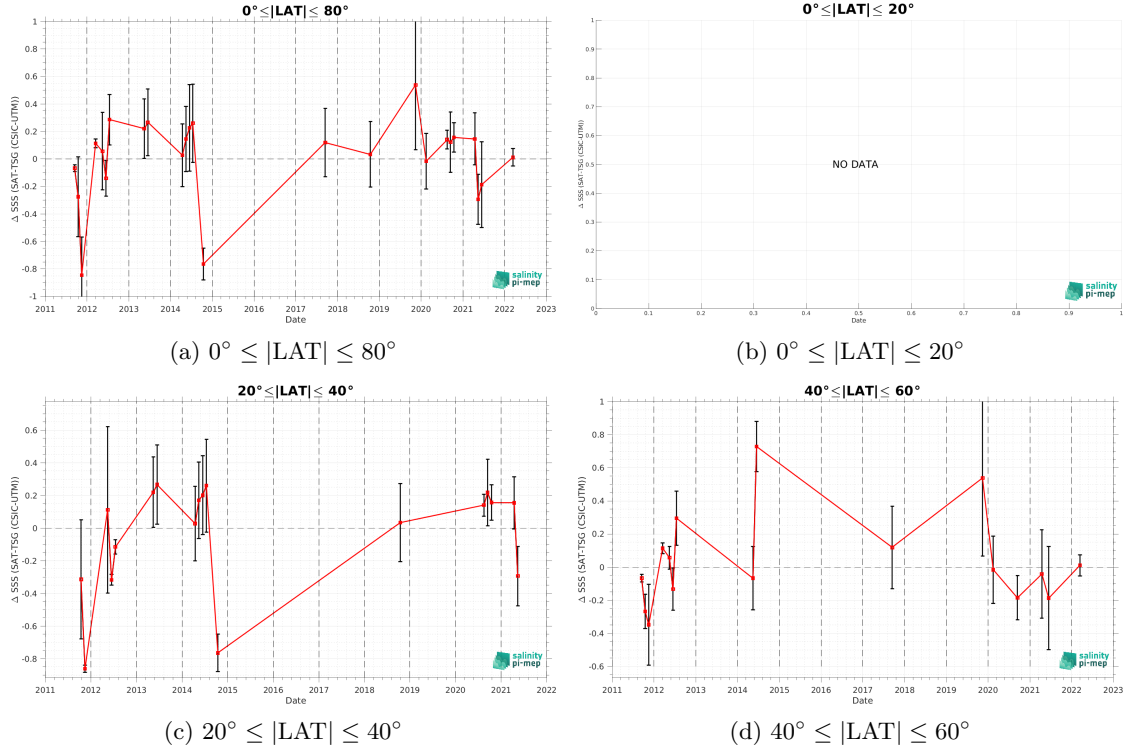 0°≤|LAT|≤ 80°
Δ SSS (SAT-TSG (CSIC-UTM))
1
0.8
0.6
0.4
0.2
0
-0.2
-0.4
-0.6
-0.8
-1
2011 2012 2013 2014 2015 2016 2017 2018 2019 2020 2021 2022 2023
Date
salinity
pi-mep
(a) 0° ≤ |LAT| ≤ 80°
0°≤|LAT|≤ 20°
Δ SSS (SAT-TSG (CSIC-UTM))
1
0.9
0.8
0.7
0.6
0.5
0.4
0.3
0.2
0.1
0
NO DATA
0 0.1 0.2 0.3 0.4 0.5 0.6 0.7 0.8 0.9 1
Date
salinity
pi-mep
(b) 0° ≤ |LAT| ≤ 20°
20°≤|LAT|≤ 40°
Δ SSS (SAT-TSG (CSIC-UTM))
0.6
0.4
0.2
0
-0.2
-0.4
-0.6
-0.8
2011 2012 2013 2014 2015 2016 2017 2018 2019 2020 2021 2022
Date
salinity
pi-mep
(c) 20° ≤ |LAT| ≤ 40°
40°≤|LAT|≤ 60°
Δ SSS (SAT-TSG (CSIC-UTM))
1
0.8
0.6
0.4
0.2
0
-0.2
-0.4
-0.6
2011 2012 2013 2014 2015 2016 2017 2018 2019 2020 2021 2022 2023
Date
salinity
pi-mep
(d) 40° ≤ |LAT| ≤ 60°